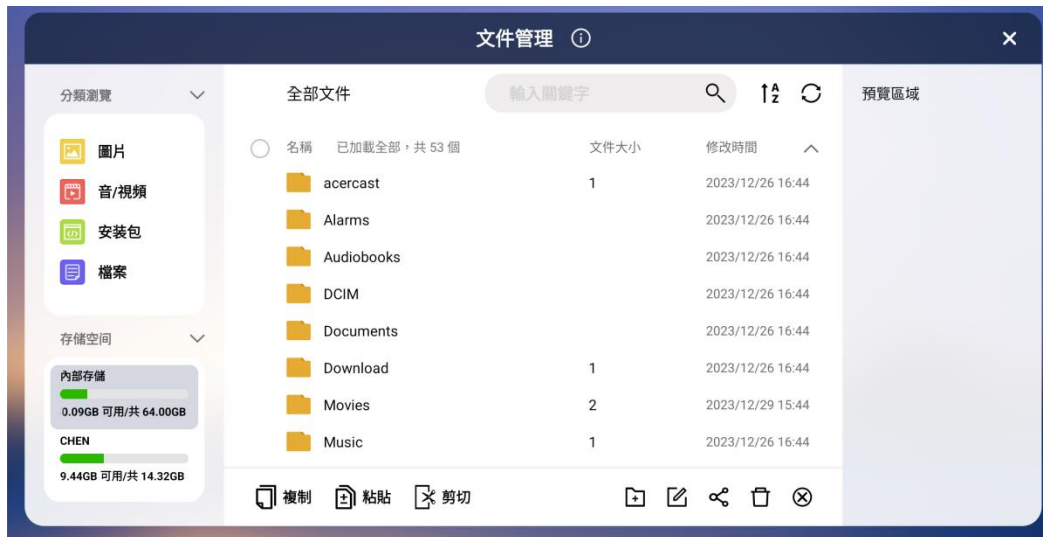 文件管理
分類瀏覽
圖片
音/視頻
安装包
檔案
存储空间
內部存儲
0.09GB 可用/共 64.00GB
CHEN
9.44GB 可用/共 14.32GB
全部文件
輸入關鍵字
名稱 已加載全部，共 53 個 文件大小 修改時間
acercast 1 2023/12/26 16:44
Alarms 2023/12/26 16:44
Audiobooks 2023/12/26 16:44
DCIM 2023/12/26 16:44
Documents 2023/12/26 16:44
Download 1 2023/12/26 16:44
Movies 2 2023/12/29 15:44
Music 1 2023/12/26 16:44
複制 粘貼 剪切
預覽區域